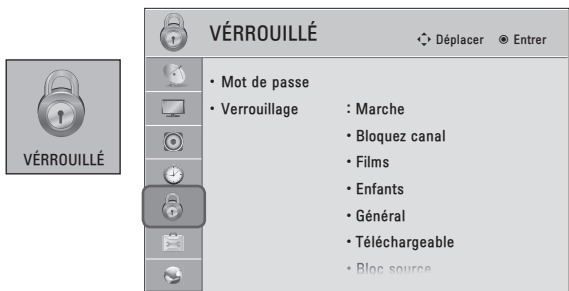 VÉRROUILLÉ
VÉRROUILLÉ Déplacer Entrer
• Mot de passe
• Verrouillage : Marche
• Bloquez canal
• Films
• Enfants
• Général
• Téléchargeable
• Bloc source